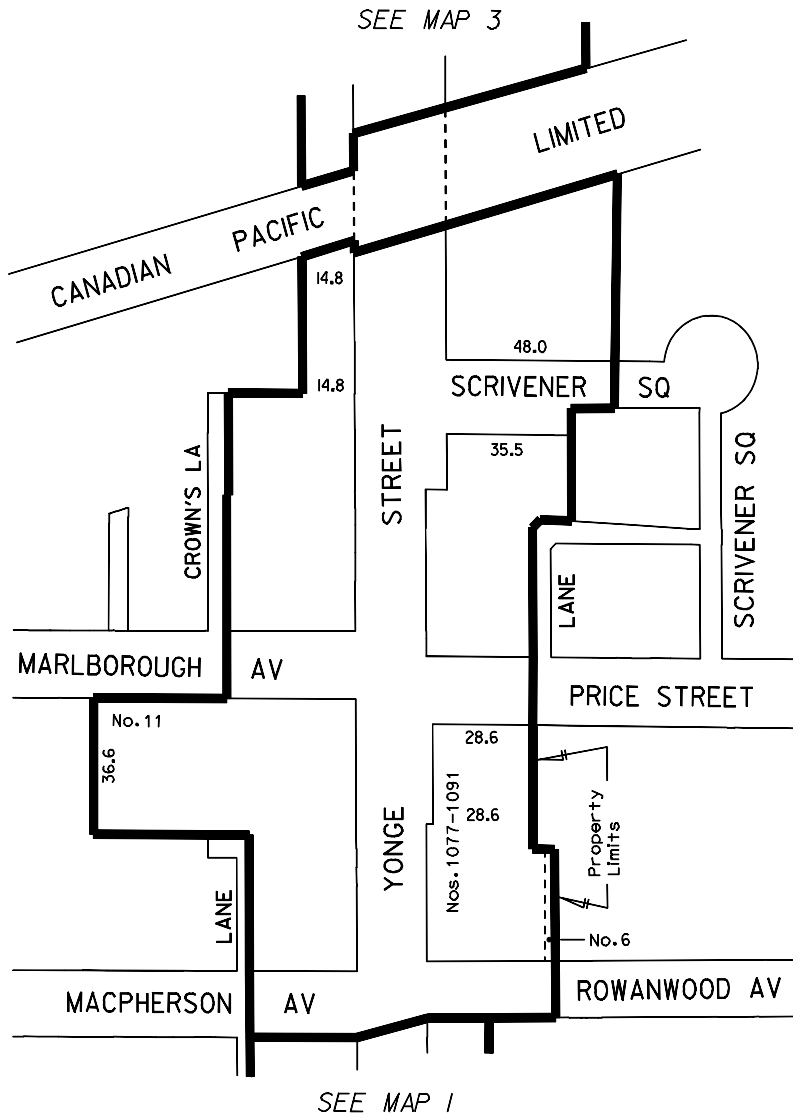 SEE MAP 3
LIMITED
PACIFIC
CANADIAN
14.8
48.0
14.8
SCRIVENER SQ
STREET
35.5
CROWN'S LA
SCRIVENER SQ
LANE
MARLBOROUGH AV
PRICE STREET
No.11
36.6
28.6
28.6
Nos.1077-1091
YONGE
Property
Limits
LANE
No.6
MACPHERSON AV
ROWANWOOD AV
SEE MAP 1